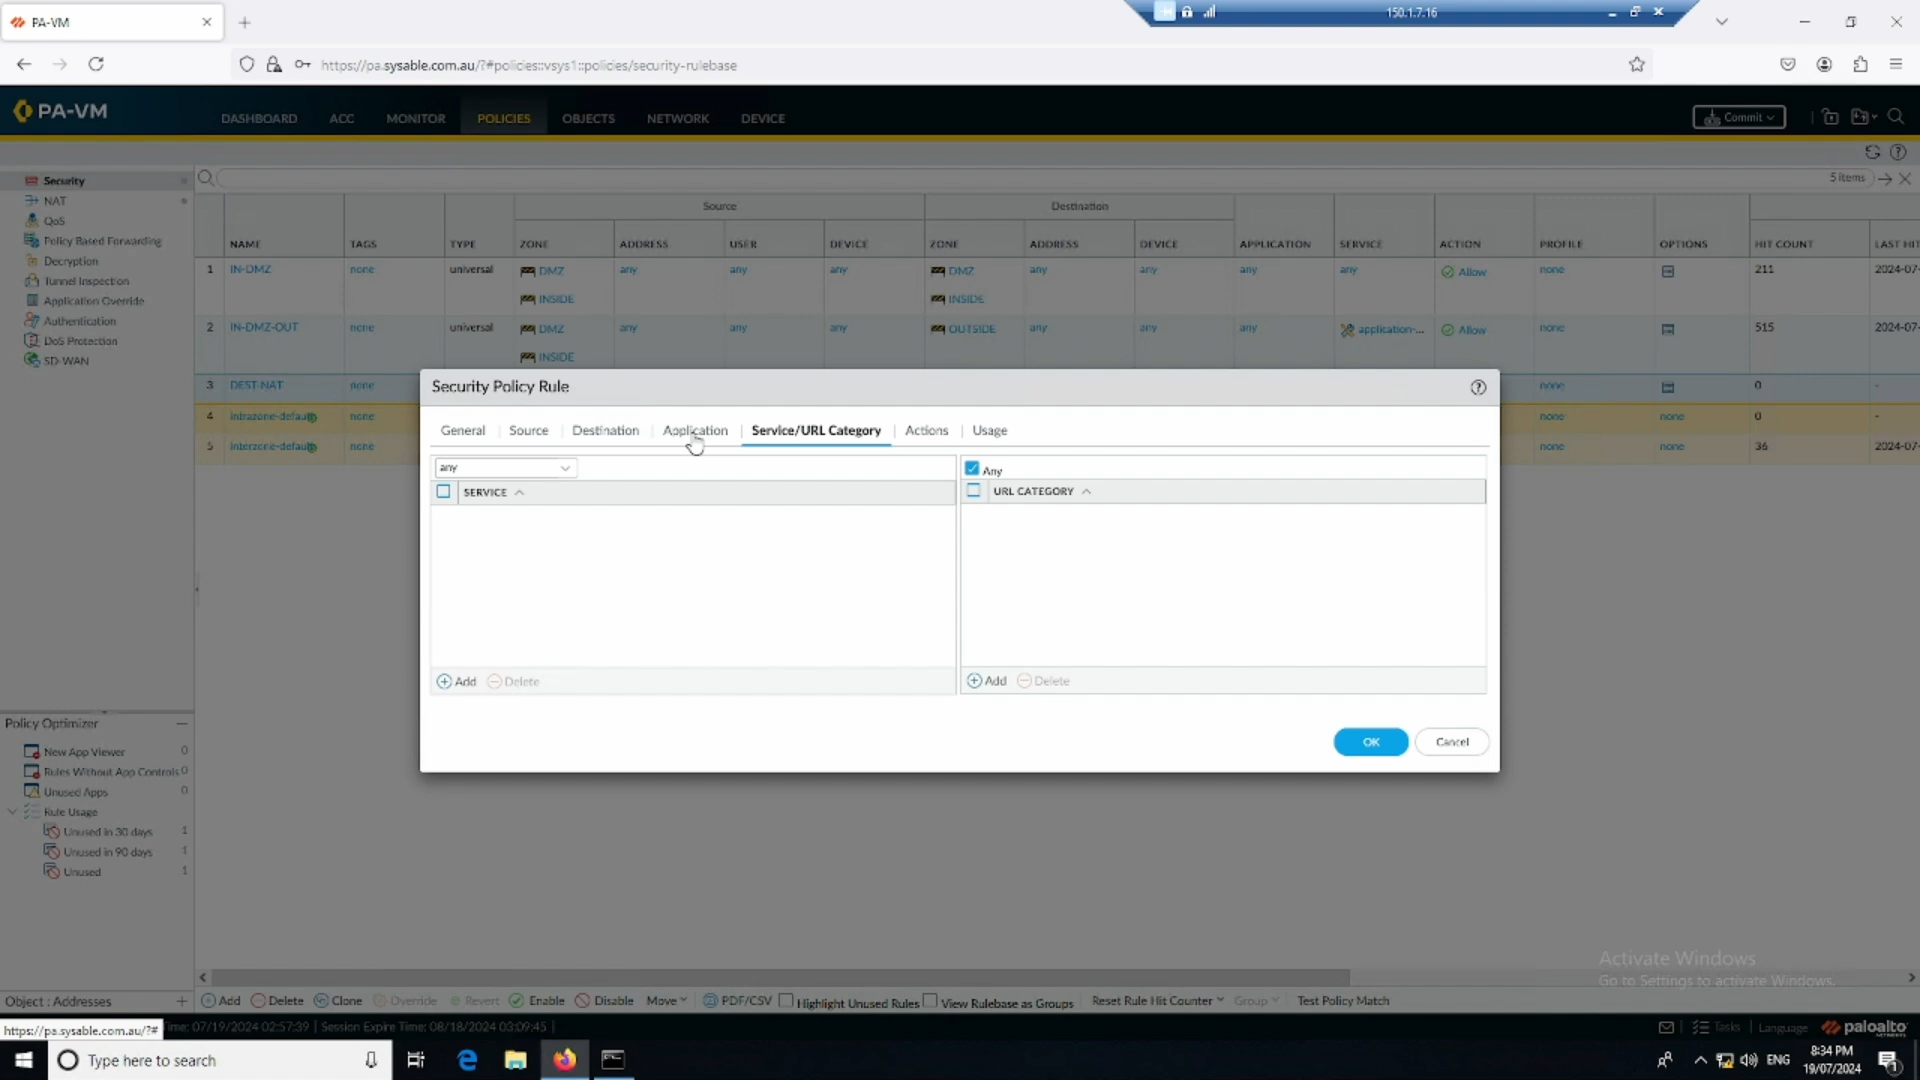 PA-VM
150.1.7.16
https://pa.sysable.com.au/?#policies::vsys1::policies/security-rulebase
PA-VM
DASHBOARD ACC MONITOR POLICIES OBJECTS NETWORK DEVICE
Commit
Security
NAT
QoS
Policy Based Forwarding
Decryption
Tunnel Inspection
Application Override
Authentication
DoS Protection
SD-WAN
5 items
Source Destination
NAME TAGS TYPE ZONE ADDRESS USER DEVICE ZONE ADDRESS DEVICE APPLICATION SERVICE ACTION PROFILE OPTIONS HIT COUNT LAST HIT
1 IN-DMZ none universal DMZ any any any DMZ any any any any Allow none 211 2024-07-
INSIDE INSIDE
2 IN-DMZ-OUT none universal DMZ any any any OUTSIDE any any any application-... Allow none 515 2024-07-
INSIDE
3 DEST-NAT none none 0 -
4 intrazone-default none none none 0 -
5 interzone-default none none none 36 2024-07-
Security Policy Rule
General Source Destination Application Service/URL Category Actions Usage
any
Any
SERVICE
URL CATEGORY
Add Delete
Add Delete
OK Cancel
Policy Optimizer
New App Viewer 0
Rules Without App Controls 0
Unused Apps 0
Rule Usage
Unused in 30 days 1
Unused in 90 days 1
Unused 1
Activate Windows
Go to Settings to activate Windows.
Object : Addresses
Add Delete Clone Override Revert Enable Disable Move PDF/CSV Highlight Unused Rules View Rulebase as Groups Reset Rule Hit Counter Group Test Policy Match
https://pa.sysable.com.au/?#
ime: 07/19/2024 02:57:39 | Session Expire Time: 08/18/2024 03:09:45 |
Tasks | Language paloalto
NETWORKS
Type here to search
ENG
8:34 PM
19/07/2024
1